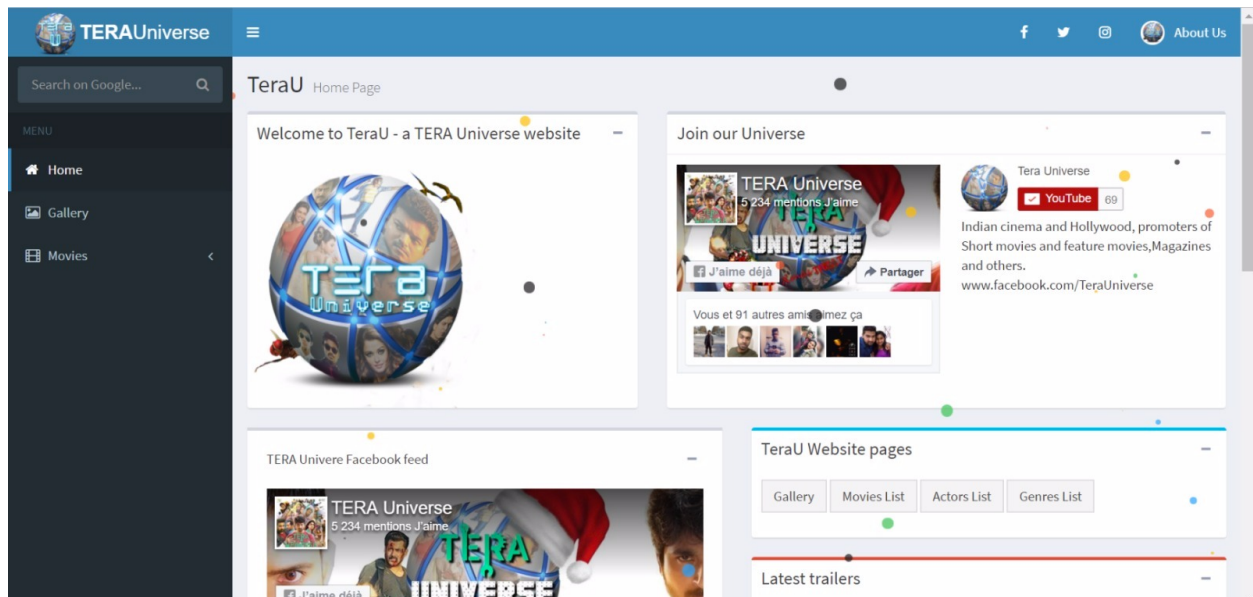 TERAUniverse
About Us
Search on Google...
MENU
Home
Gallery
Movies
TeraU Home Page
Welcome to TeraU - a TERA Universe website
TERA
Universe
Join our Universe
TERA Universe
5 234 mentions J'aime
TERA
UNIVERSE
J'aime déjà
Partager
Vous et 91 autres amis aimez ça
Tera Universe
YouTube 69
Indian cinema and Hollywood, promoters of
Short movies and feature movies,Magazines
and others.
www.facebook.com/TeraUniverse
TERA Univere Facebook feed
TERA Universe
5 234 mentions J'aime
TERA
UNIVERSE
J'aime déjà
TeraU Website pages
Gallery
Movies List
Actors List
Genres List
Latest trailers